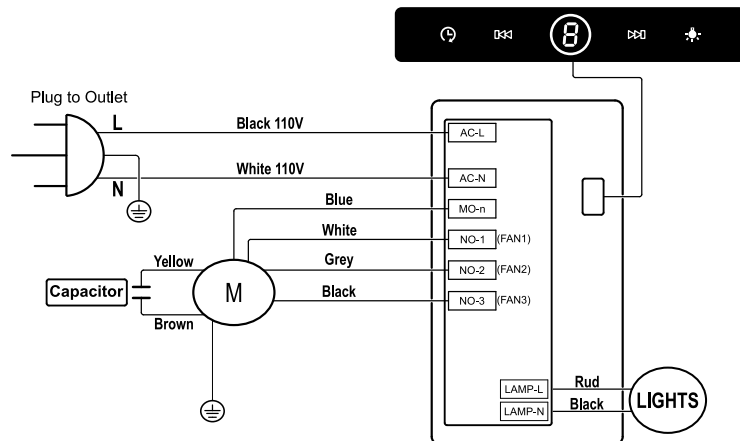 8
Plug to Outlet
L
Black 110V
AC-L
White 110V
AC-N
N
Blue
MO-n
White
NO-1 (FAN1)
Yellow
Grey
NO-2 (FAN2)
Capacitor
M
Black
NO-3 (FAN3)
Brown
LAMP-L
Rud
LIGHTS
LAMP-N
Black